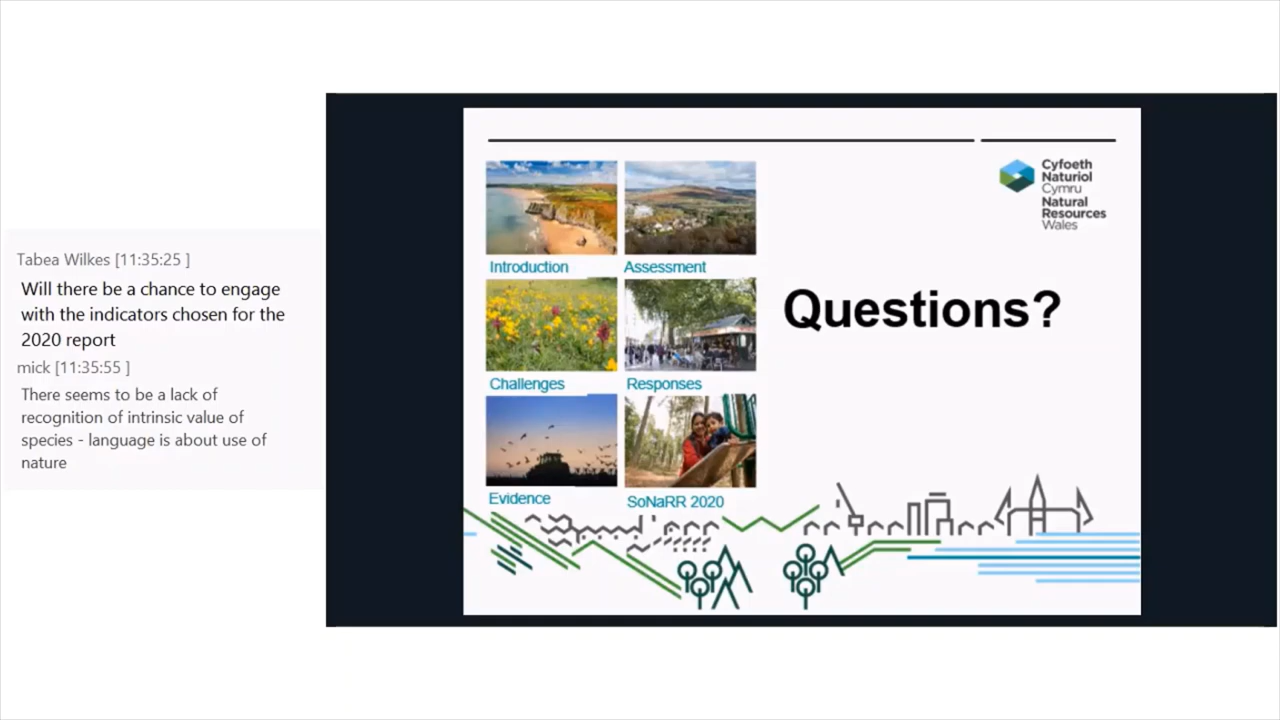 Tabea Wilkes [11:35:25 ]
Will there be a chance to engage
with the indicators chosen for the
2020 report
mick [11:35:55 ]
There seems to be a lack of
recognition of intrinsic value of
species - language is about use of
nature
Cyfoeth
Naturiol
Cymru
Natural
Resources
Wales
Introduction
Assessment
Questions?
Challenges
Responses
Evidence
SoNaRR 2020